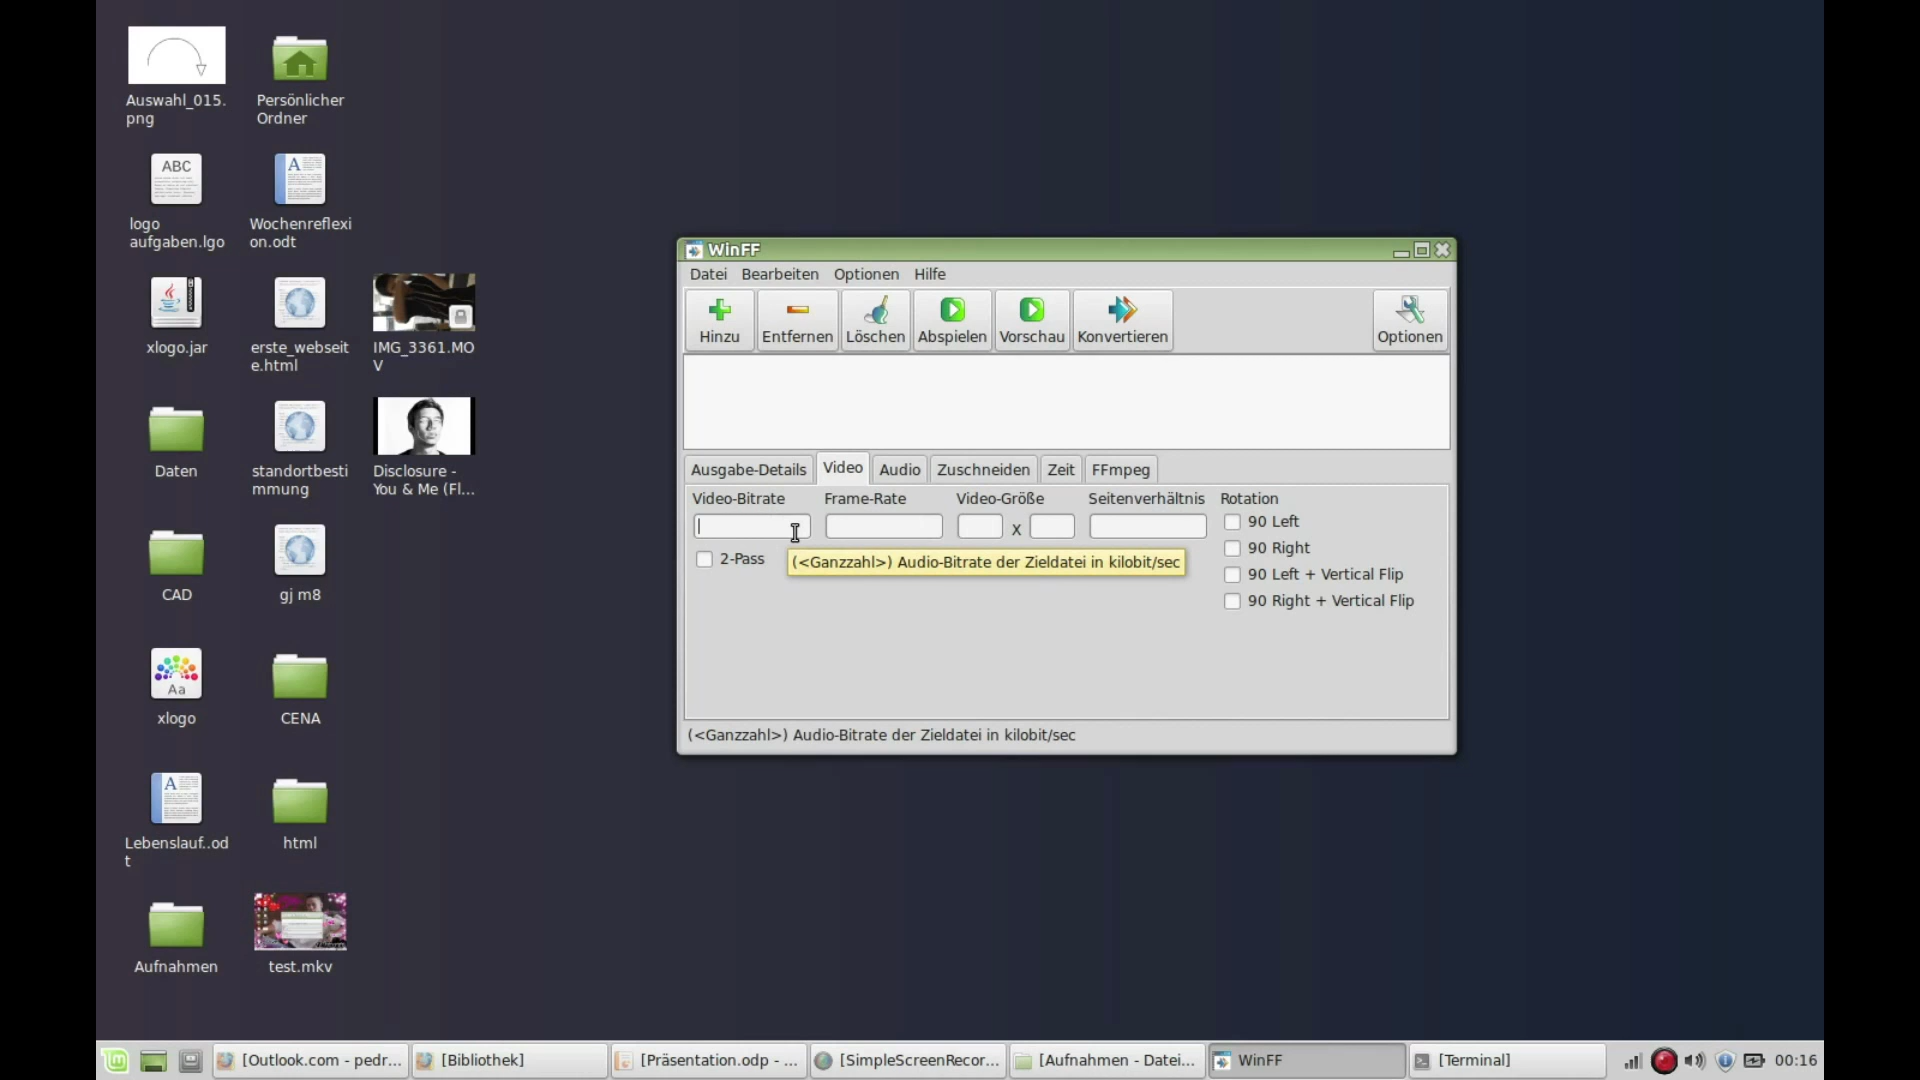 Auswahl_015.
png
Persönlicher
Ordner
ABC
logo
aufgaben.lgo
A
Wochenreflexi
on.odt
xlogo.jar
erste_webseit
e.html
IMG_3361.MO
V
Daten
standortbesti
mmung
Disclosure -
You & Me (Fl...
CAD
gj m8
Aa
xlogo
CENA
A
Lebenslauf..od
t
html
Aufnahmen
test.mkv
WinFF
Datei Bearbeiten Optionen Hilfe
Hinzu Entfernen Löschen Abspielen Vorschau Konvertieren Optionen
Ausgabe-Details Video Audio Zuschneiden Zeit FFmpeg
Video-Bitrate Frame-Rate Video-Größe Seitenverhältnis Rotation
X
90 Left
90 Right
90 Left + Vertical Flip
90 Right + Vertical Flip
2-Pass
(<Ganzzahl>) Audio-Bitrate der Zieldatei in kilobit/sec
(<Ganzzahl>) Audio-Bitrate der Zieldatei in kilobit/sec
[Outlook.com - pedr... [Bibliothek] [Präsentation.odp - ... [SimpleScreenRecor... [Aufnahmen - Datei... WinFF [Terminal] 00:16